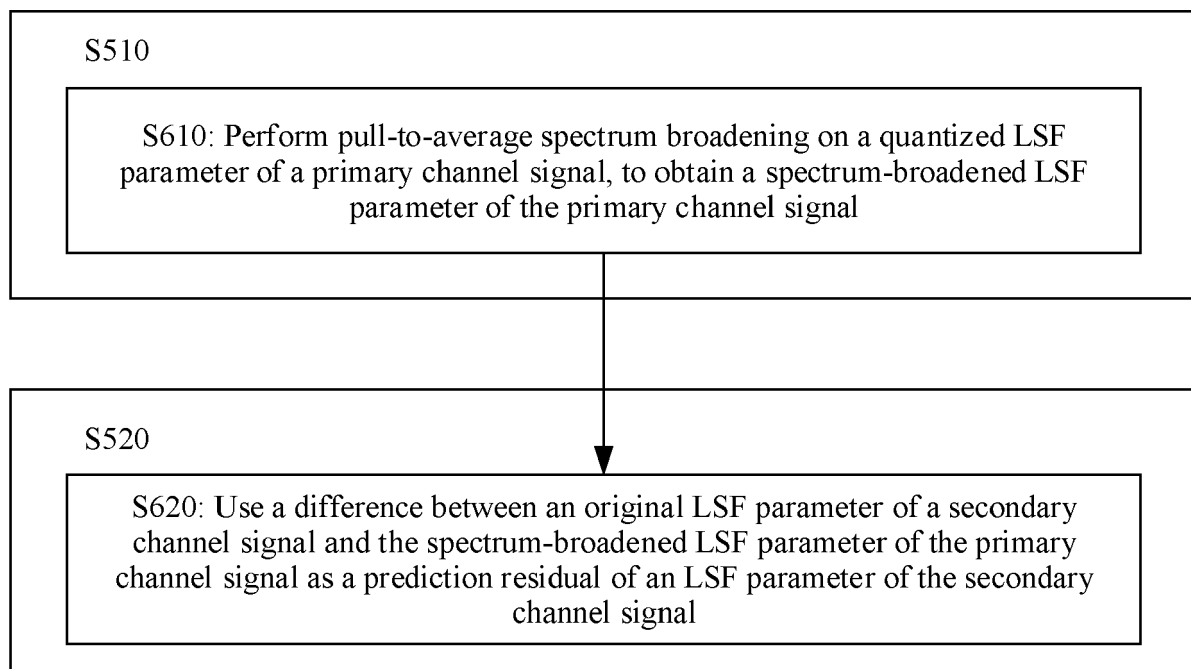 S510
S610: Perform pull-to-average spectrum broadening on a quantized LSF
parameter of a primary channel signal, to obtain a spectrum-broadened LSF
parameter of the primary channel signal
S520
S620: Use a difference between an original LSF parameter of a secondary
channel signal and the spectrum-broadened LSF parameter of the primary
channel signal as a prediction residual of an LSF parameter of the secondary
channel signal